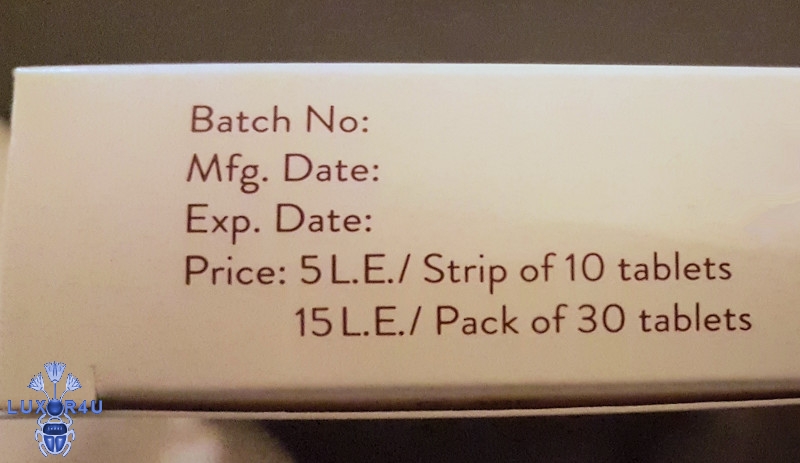 Batch No:
Mfg. Date:
Exp. Date:
Price: 5 L.E./ Strip of 10 tablets
15 L.E./ Pack of 30 tablets
LUXOR4U